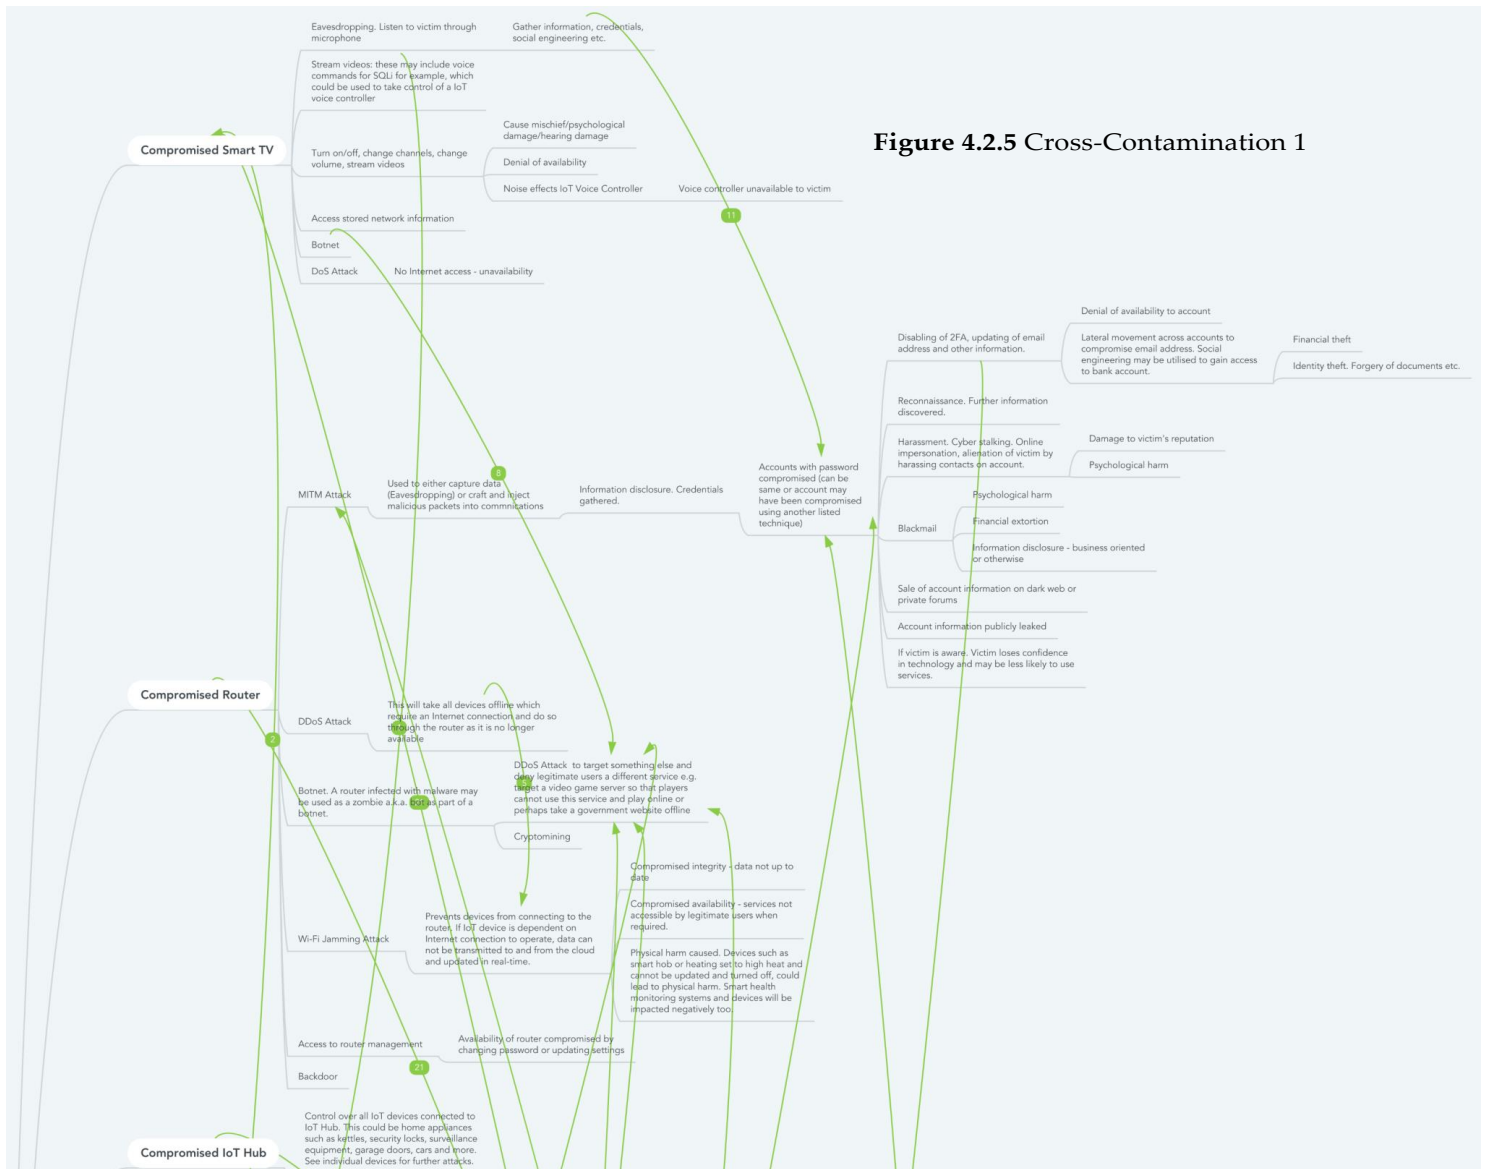 Eavesdropping. Listen to victim through
microphone
Gather information, credentials,
social engineering etc.
Stream videos: these may include voice
commands for SQLi for example, which
could be used to take control of a IoT
voice controller
Figure 4.2.5 Cross-Contamination 1
Compromised Smart TV
Turn on/off, change channels, change
volume, stream videos
Cause mischief/psychological
damage/hearing damage
Denial of availability
Noise effects IoT Voice Controller
Voice controller unavailable to victim
11
Access stored network information
Botnet
DoS Attack
No Internet access - unavailability
Disabling of 2FA, updating of email
address and other information.
Denial of availability to account
Lateral movement across accounts to
compromise email address. Social
engineering may be utilised to gain access
to bank account.
Financial theft
Identity theft. Forgery of documents etc.
Reconnaissance. Further information
discovered.
Harassment. Cyber stalking. Online
impersonation, alienation of victim by
harassing contacts on account.
Damage to victim's reputation
Psychological harm
8
MITM Attack
Used to either capture data
(Eavesdropping) or craft and inject
malicious packets into commnications
Information disclosure. Credentials
gathered.
Accounts with password
compromised (can be
same or account may
have been compromised
using another listed
technique)
Blackmail
Psychological harm
Financial extortion
Information disclosure - business oriented
or otherwise
Sale of account information on dark web or
private forums
Account information publicly leaked
If victim is aware. Victim loses confidence
in technology and may be less likely to use
services.
Compromised Router
DDoS Attack
This will take all devices offline which
require an Internet connection and do so
through the router as it is no longer
available
2
Botnet. A router infected with malware may
be used as a zombie a.k.a. bot as part of a
botnet.
DDoS Attack to target something else and
deny legitimate users a different service e.g.
target a video game server so that players
cannot use this service and play online or
perhaps take a government website offline
5
Cryptomining
Wi-Fi Jamming Attack
Prevents devices from connecting to the
router. If IoT device is dependent on
Internet connection to operate, data can
not be transmitted to and from the cloud
and updated in real-time.
Compromised integrity - data not up to
date
Compromised availability - services not
accessible by legitimate users when
required.
Physical harm caused. Devices such as
smart hob or heating set to high heat and
cannot be updated and turned off, could
lead to physical harm. Smart health
monitoring systems and devices will be
impacted negatively too.
Access to router management
Availability of router compromised by
changing password or updating settings
21
Backdoor
Compromised IoT Hub
Control over all IoT devices connected to
IoT Hub. This could be home appliances
such as kettles, security locks, surveillance
equipment, garage doors, cars and more.
See individual devices for further attacks.